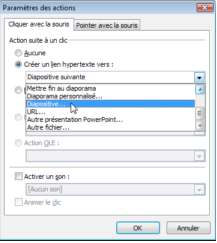 Paramètres des actions
Cliquer avec la souris
Pointer avec la souris
Action suite à un clic
Aucune
Créer un lien hypertexte vers :
Diapositive suivante
Mettre fin au diaporama
Diaporama personnalisé...
Diapositive...
URL...
Autre présentation PowerPoint...
Autre fichier...
Action OLE :
Activer un son :
[Aucun son]
Animer le clic
OK
Annuler